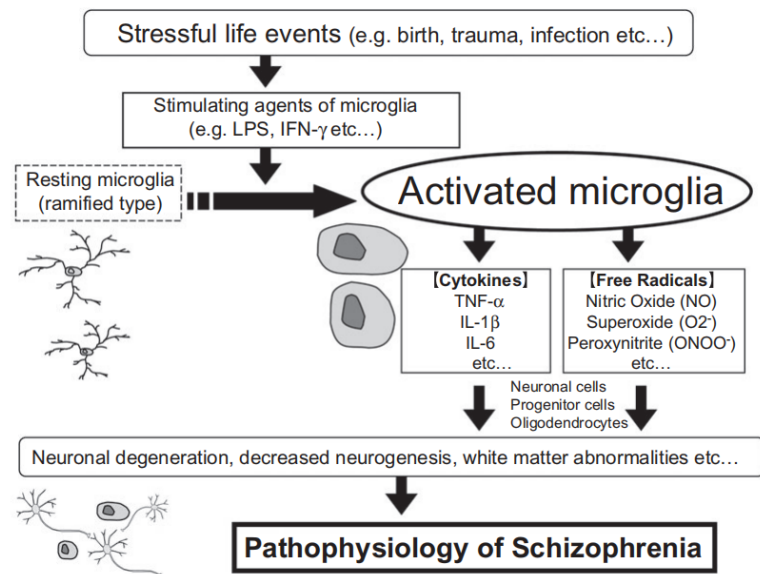 Stressful life events (e.g. birth, trauma, infection etc…)
Stimulating agents of microglia
(e.g. LPS, IFN-γ etc…)
Resting microglia
(ramified type)
Activated microglia
【Cytokines】
TNF-α
IL-1β
IL-6
etc…
【Free Radicals】
Nitric Oxide (NO)
Superoxide (O2⁻)
Peroxynitrite (ONOO⁻)
etc…
Neuronal cells
Progenitor cells
Oligodendrocytes
Neuronal degeneration, decreased neurogenesis, white matter abnormalities etc…
Pathophysiology of Schizophrenia